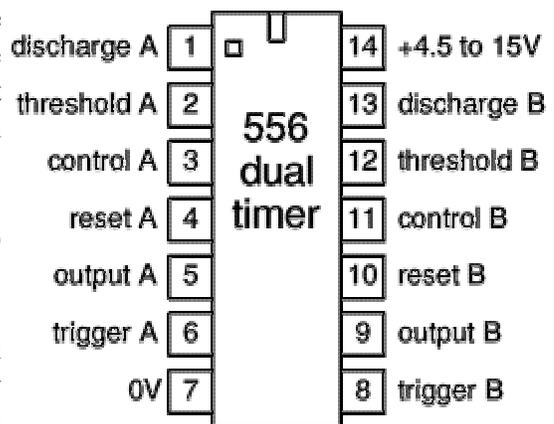 discharge A 1 14 +4.5 to 15V
threshold A 2 13 discharge B
556
control A 3 12 threshold B
dual
reset A 4 11 control B
timer
output A 5 10 reset B
trigger A 6 9 output B
0V 7 8 trigger B